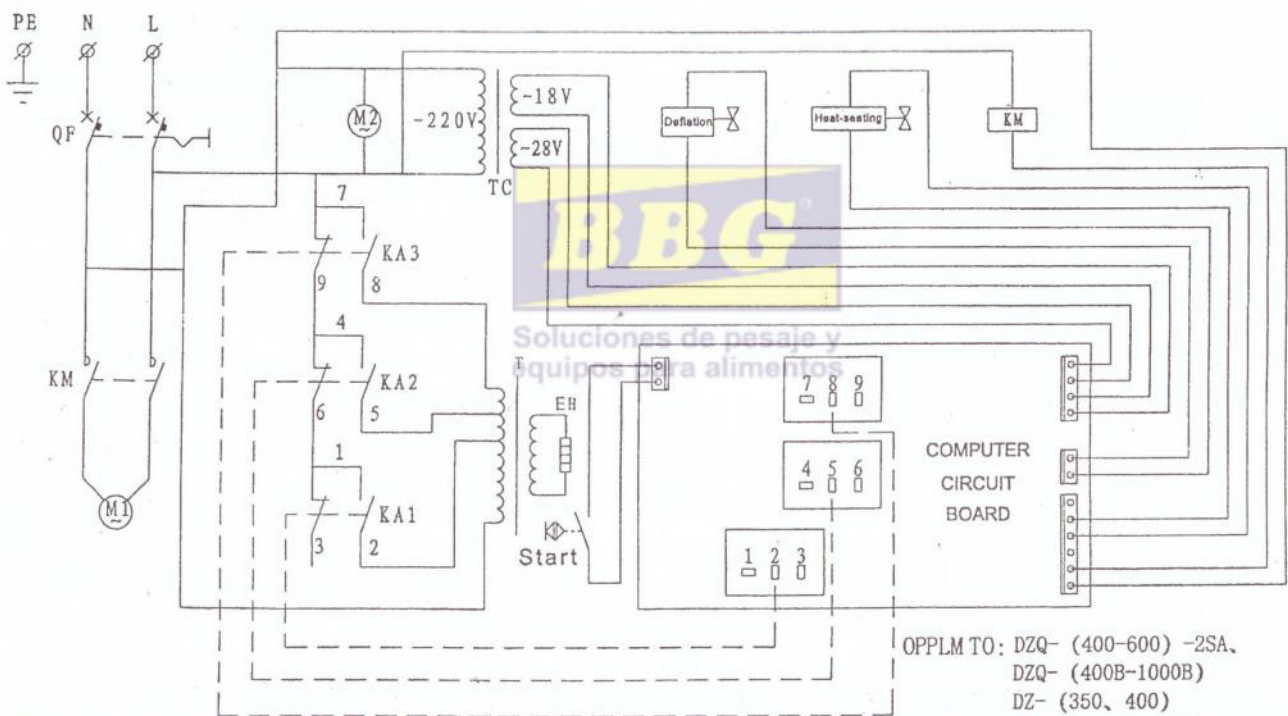 PE N L
QF
M2
~
-220V
~18V
~28V
TC
Deflation
Heat-seating
KM
7
KA3
9 8
4
KA2
6 5
1
KA1
3 2
KM
M1
~
BBG
®
Soluciones de pesaje y
equipos para alimentos
T
EH
Start
7 8 9
4 5 6
1 2 3
COMPUTER
CIRCUIT
BOARD
OPPLM TO: DZQ- (400-600) -2SA、
DZQ- (400B-1000B)
DZ- (350、400)